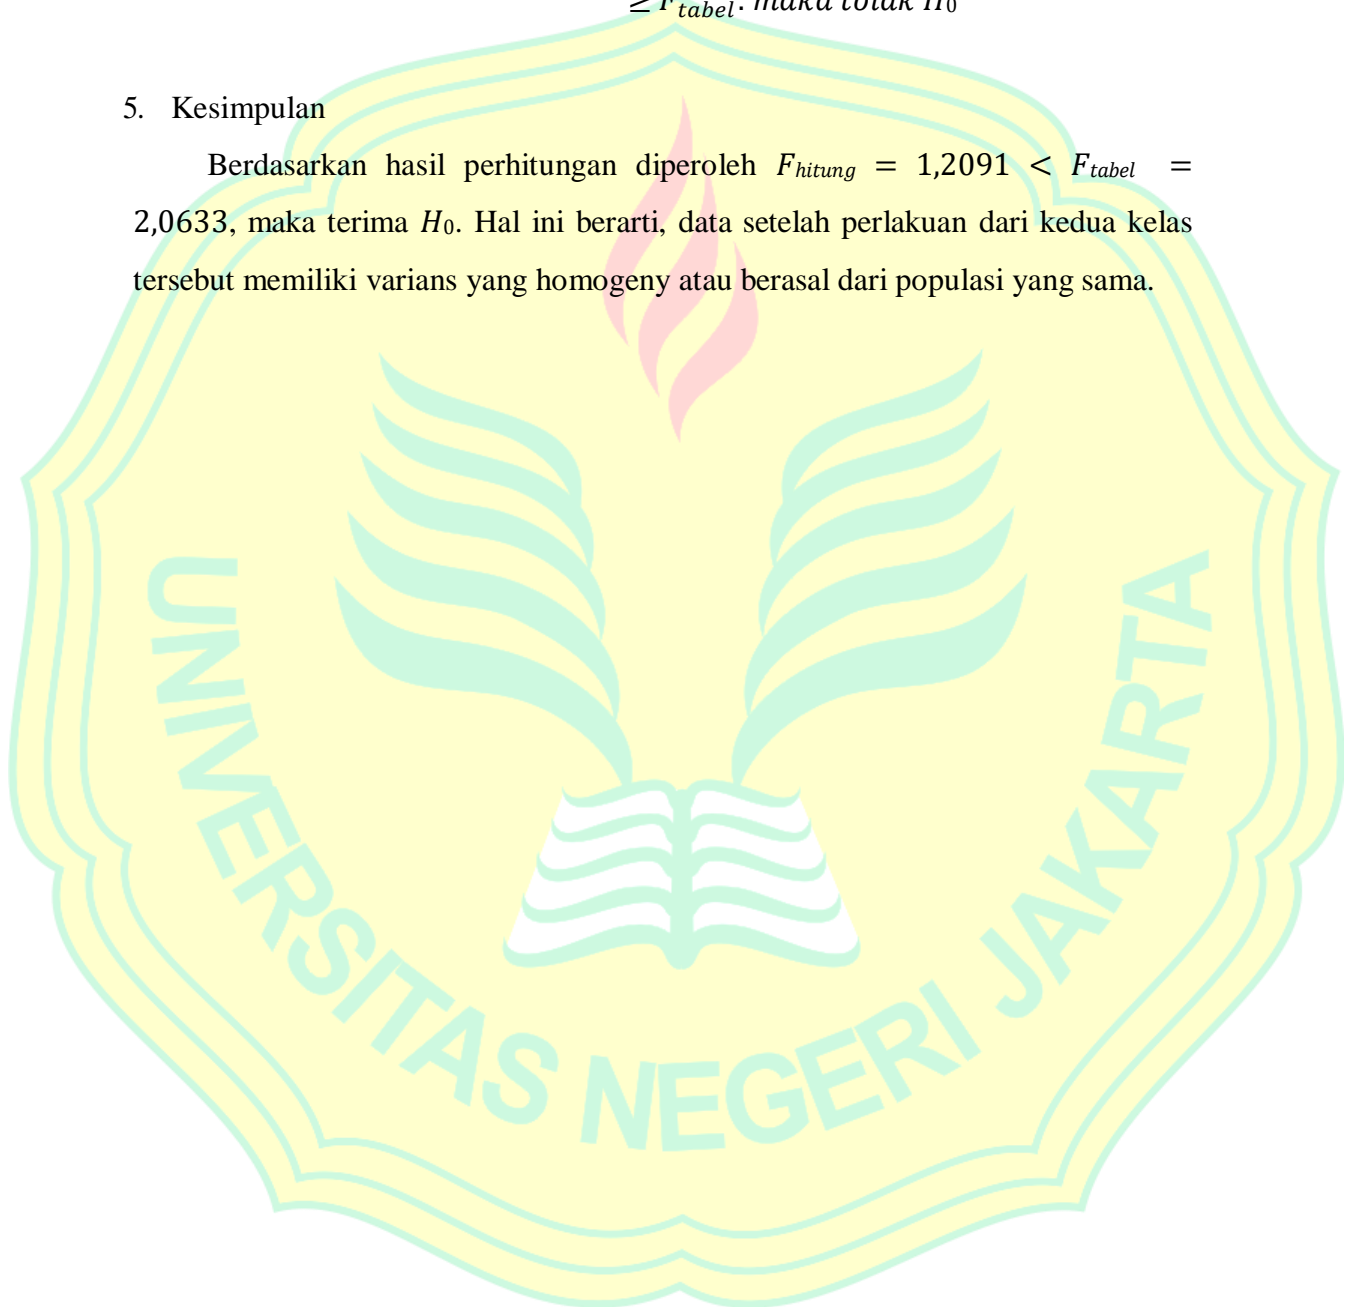 ≥ F_tabel. maka tolak H₀
5. Kesimpulan
Berdasarkan hasil perhitungan diperoleh F_hitung = 1,2091 < F_tabel =
2,0633, maka terima H₀. Hal ini berarti, data setelah perlakuan dari kedua kelas
tersebut memiliki varians yang homogeny atau berasal dari populasi yang sama.
UNIVERSITAS NEGERI JAKARTA